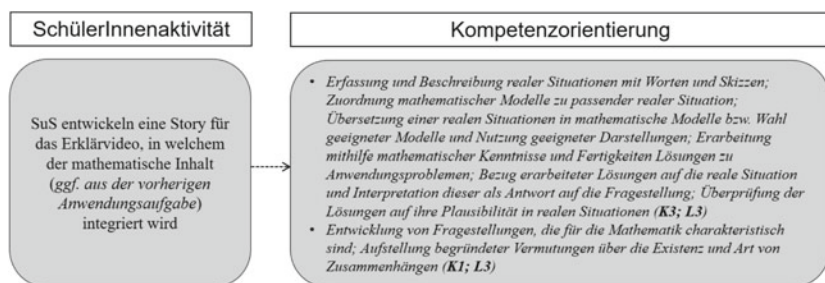 SchülerInnenaktivität
Kompetenzorientierung
SuS entwickeln eine Story für
das Erklärvideo, in welchem
der mathematische Inhalt
(ggf. aus der vorherigen
Anwendungsaufgabe)
integriert wird
• Erfassung und Beschreibung realer Situationen mit Worten und Skizzen;
Zuordnung mathematischer Modelle zu passender realer Situation;
Übersetzung einer realen Situationen in mathematische Modelle bzw. Wahl
geeigneter Modelle und Nutzung geeigneter Darstellungen; Erarbeitung
mithilfe mathematischer Kenntnisse und Fertigkeiten Lösungen zu
Anwendungsproblemen; Bezug erarbeiteter Lösungen auf die reale
Situation und Interpretation dieser als Antwort auf die Fragestellung; Überprüfung der
Lösungen auf ihre Plausibilität in realen Situationen (K3; L3)
• Entwicklung von Fragestellungen, die für die Mathematik charakteristisch
sind; Aufstellung begründeter Vermutungen über die Existenz und Art von
Zusammenhängen (K1; L3)